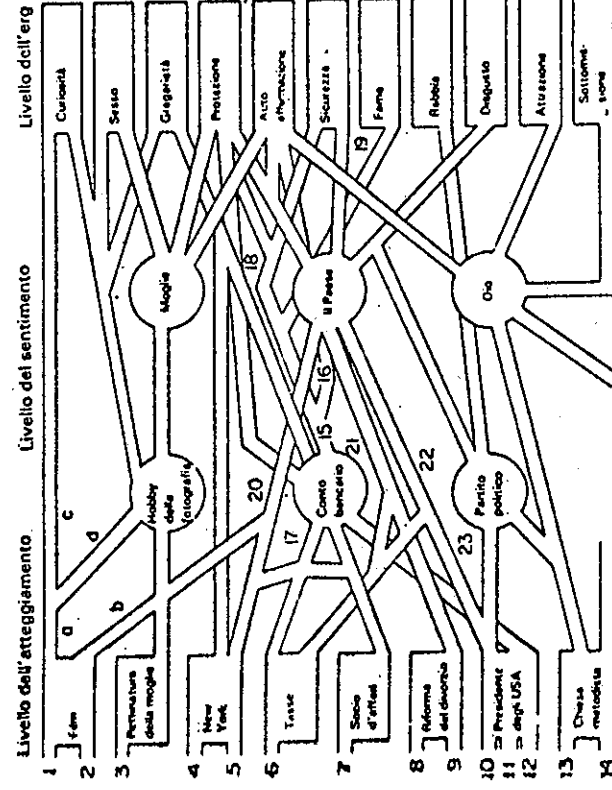 Livello dell'atteggiamento
Livello del sentimento
Livello dell'erg
1
2
3
4
5
6
7
8
9
10
11
12
13
14
Film
Pettinatura
della moglie
New
York
Tasse
Socio
d'affari
Riforma
del divorzio
Presidente
degli USA
Chiesa
metodista
a
b
c
d
Hobby
della
fotografia
Conto
bancario
Partito
politico
15
16
17
18
19
20
21
22
23
Moglie
Il Paese
Dio
Curiosità
Sesso
Gregarietà
Protezione
Auto
affermazione
Sicurezza
Fame
Rabbia
Disgusto
Attrazione
Sottomis-
sione